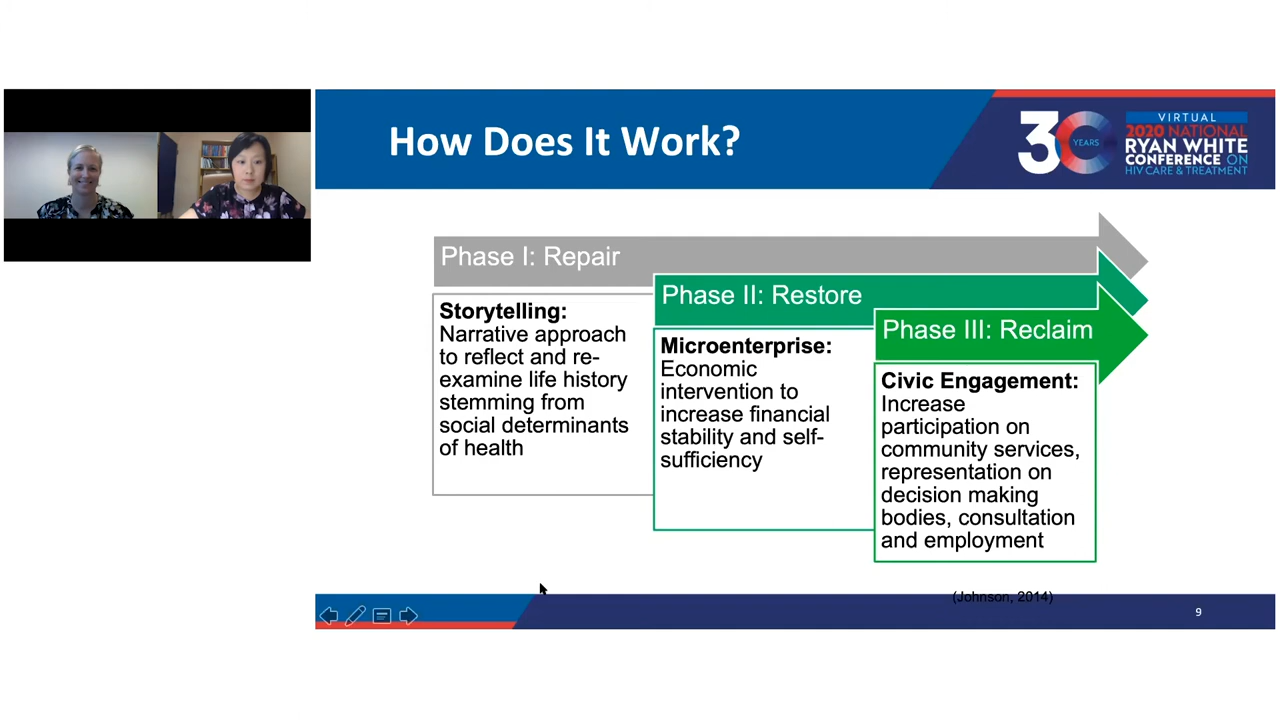 How Does It Work?
30
YEARS
VIRTUAL
2020 NATIONAL
RYAN WHITE
CONFERENCE ON
HIV CARE & TREATMENT
Phase I: Repair
Storytelling:
Narrative approach
to reflect and re-
examine life history
stemming from
social determinants
of health
Phase II: Restore
Microenterprise:
Economic
intervention to
increase financial
stability and self-
sufficiency
Phase III: Reclaim
Civic Engagement:
Increase
participation on
community services,
representation on
decision making
bodies, consultation
and employment
(Johnson, 2014)
9